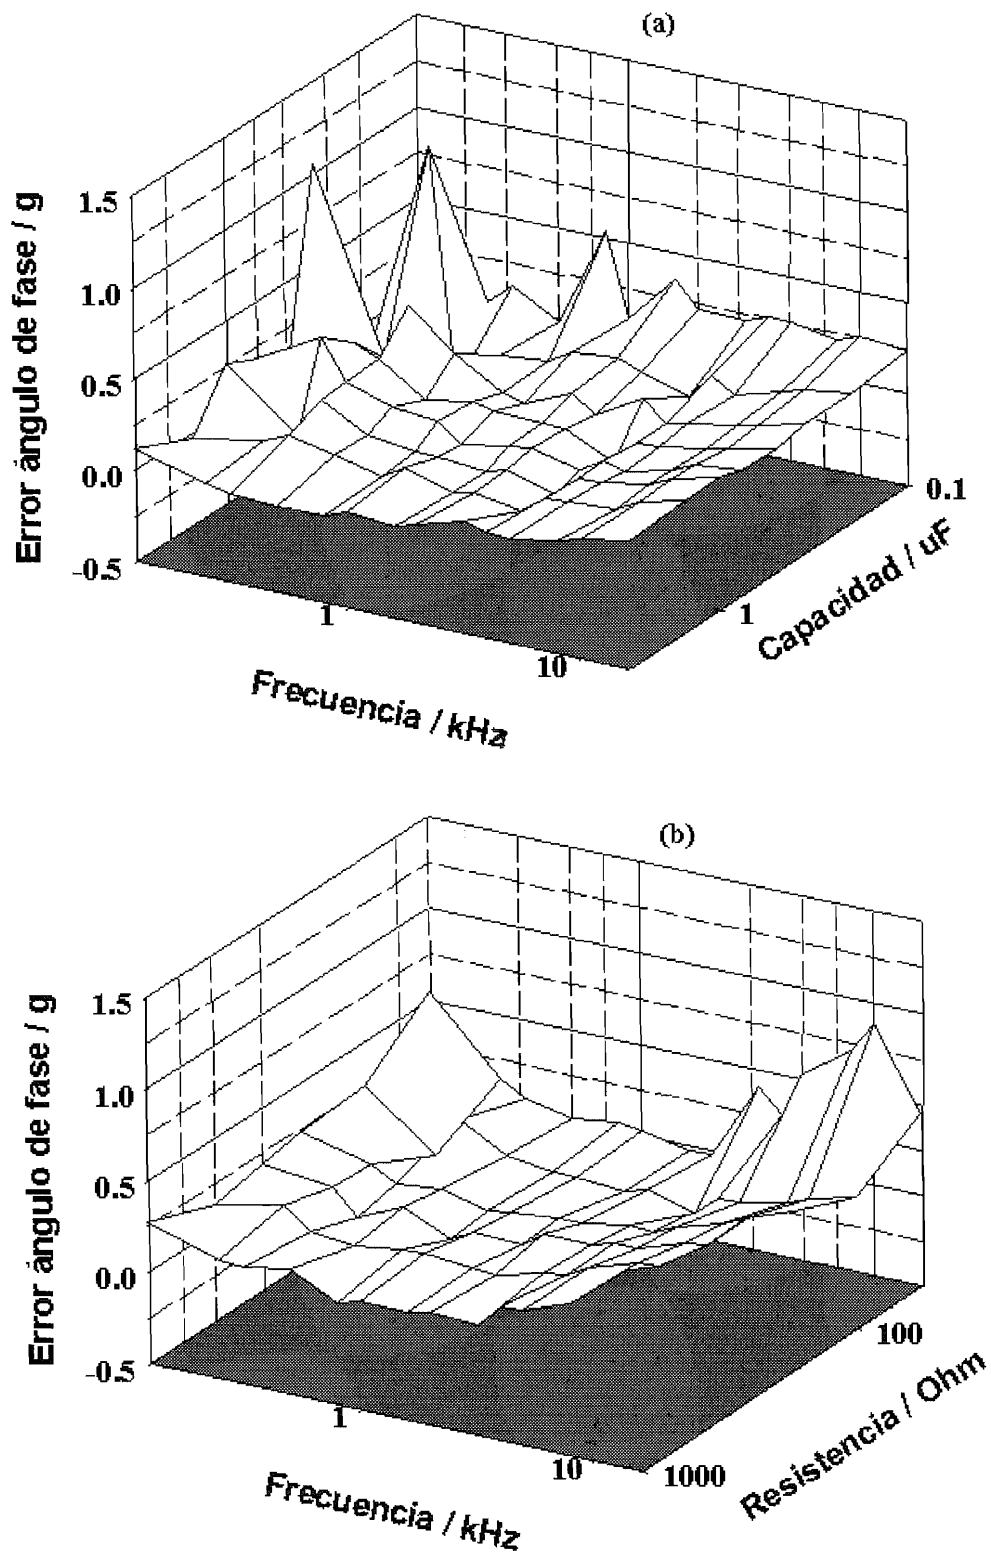 (a)
1.5
1.0
0.5
0.0
-0.5
Error ángulo de fase / g
1
10
Frecuencia / kHz
0.1
1
Capacidad / uF
(b)
1.5
1.0
0.5
0.0
-0.5
Error ángulo de fase / g
1
10
Frecuencia / kHz
100
1000
Resistencia / Ohm